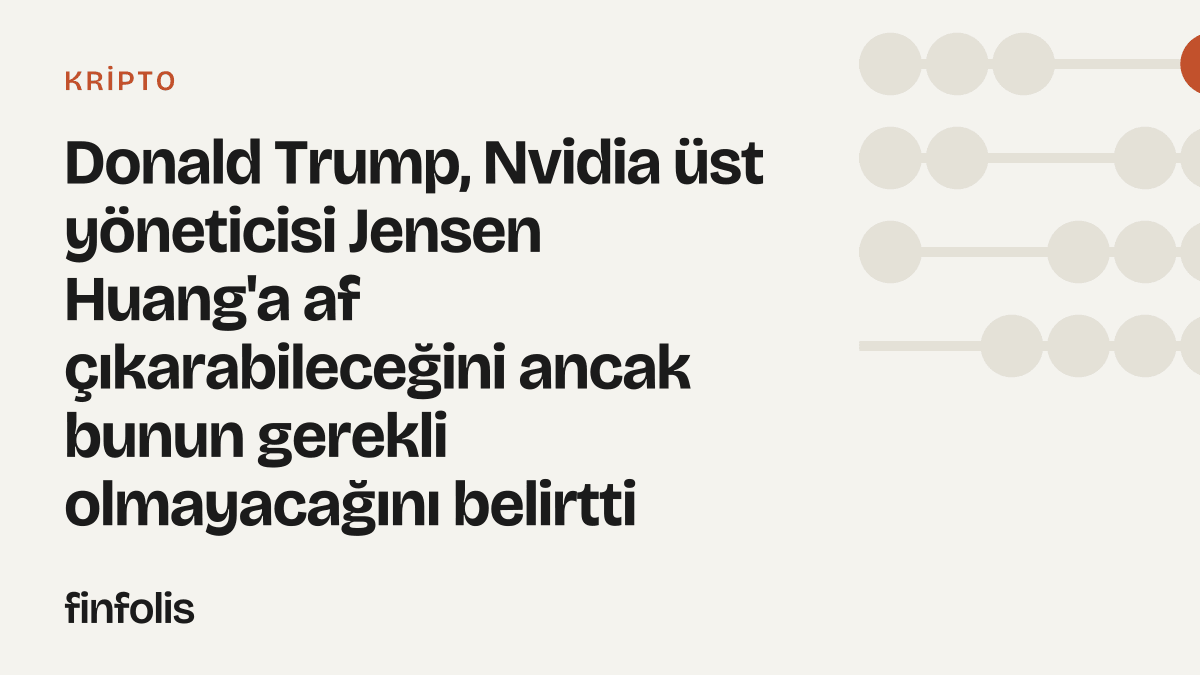 KRİPTO
Donald Trump, Nvidia üst
yöneticisi Jensen
Huang'a af
çıkarabileceğini ancak
bunun gerekli
olmayacağını belirtti
finfolis